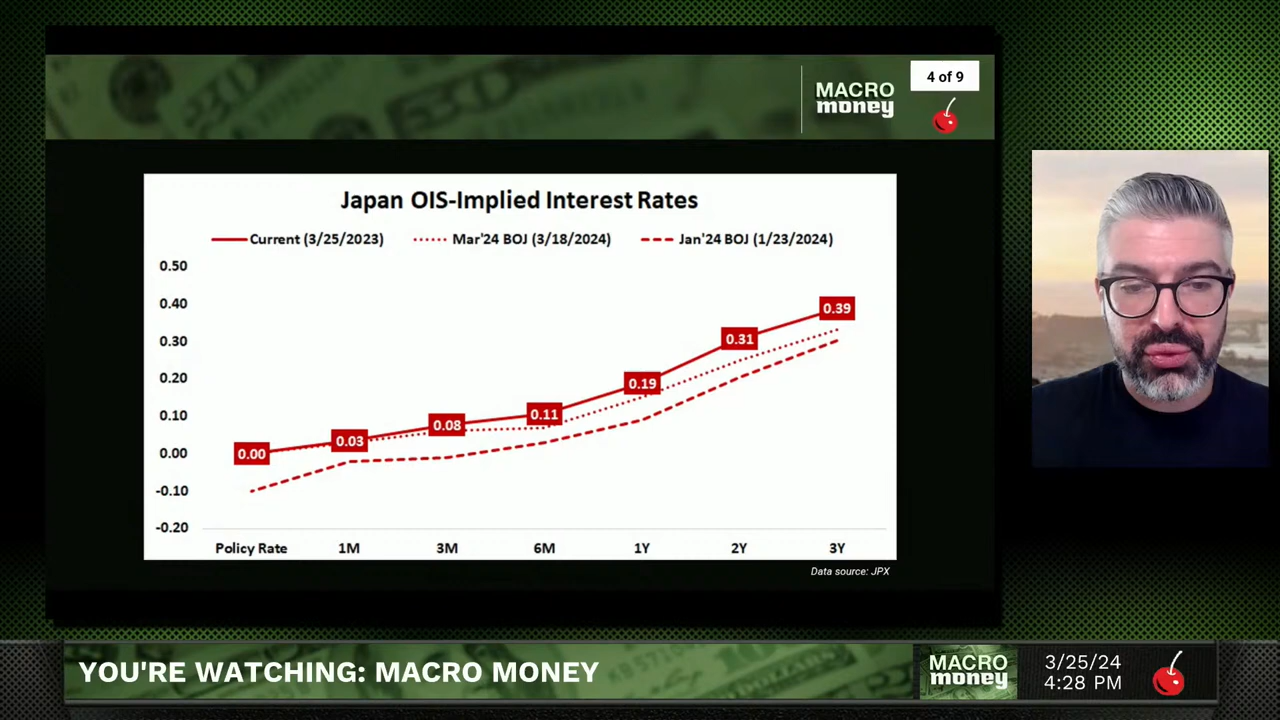 MACRO
money
4 of 9
Japan OIS-Implied Interest Rates
Current (3/25/2023) Mar'24 BOJ (3/18/2024) Jan'24 BOJ (1/23/2024)
0.50
0.40
0.30
0.20
0.10
0.00
-0.10
-0.20
0.00 0.03 0.08 0.11 0.19 0.31 0.39
Policy Rate 1M 3M 6M 1Y 2Y 3Y
Data source: JPX
YOU'RE WATCHING: MACRO MONEY
MACRO
money
3/25/24
4:28 PM